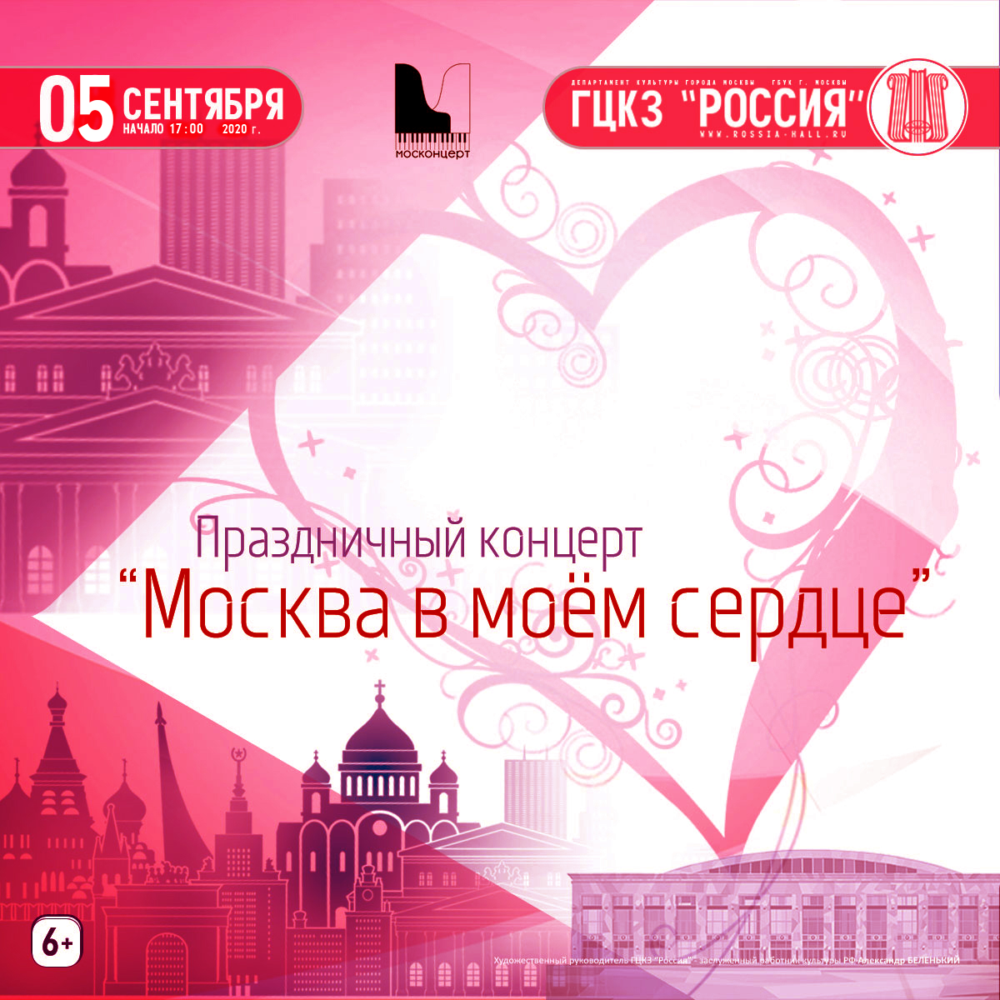 05 СЕНТЯБРЯ
НАЧАЛО 17:00 2020 г.
МОСКОНЦЕРТ
ДЕПАРТАМЕНТ КУЛЬТУРЫ ГОРОДА МОСКВЫ ГБУК Г. МОСКВЫ
ГЦКЗ "РОССИЯ"
WWW.ROSSIA-HALL.RU
Праздничный концерт
“Москва в моём сердце”
6+
Художественный руководитель ГЦКЗ "Россия" - заслуженный работник культуры РФ Александр БЕЛЕНЬКИЙ